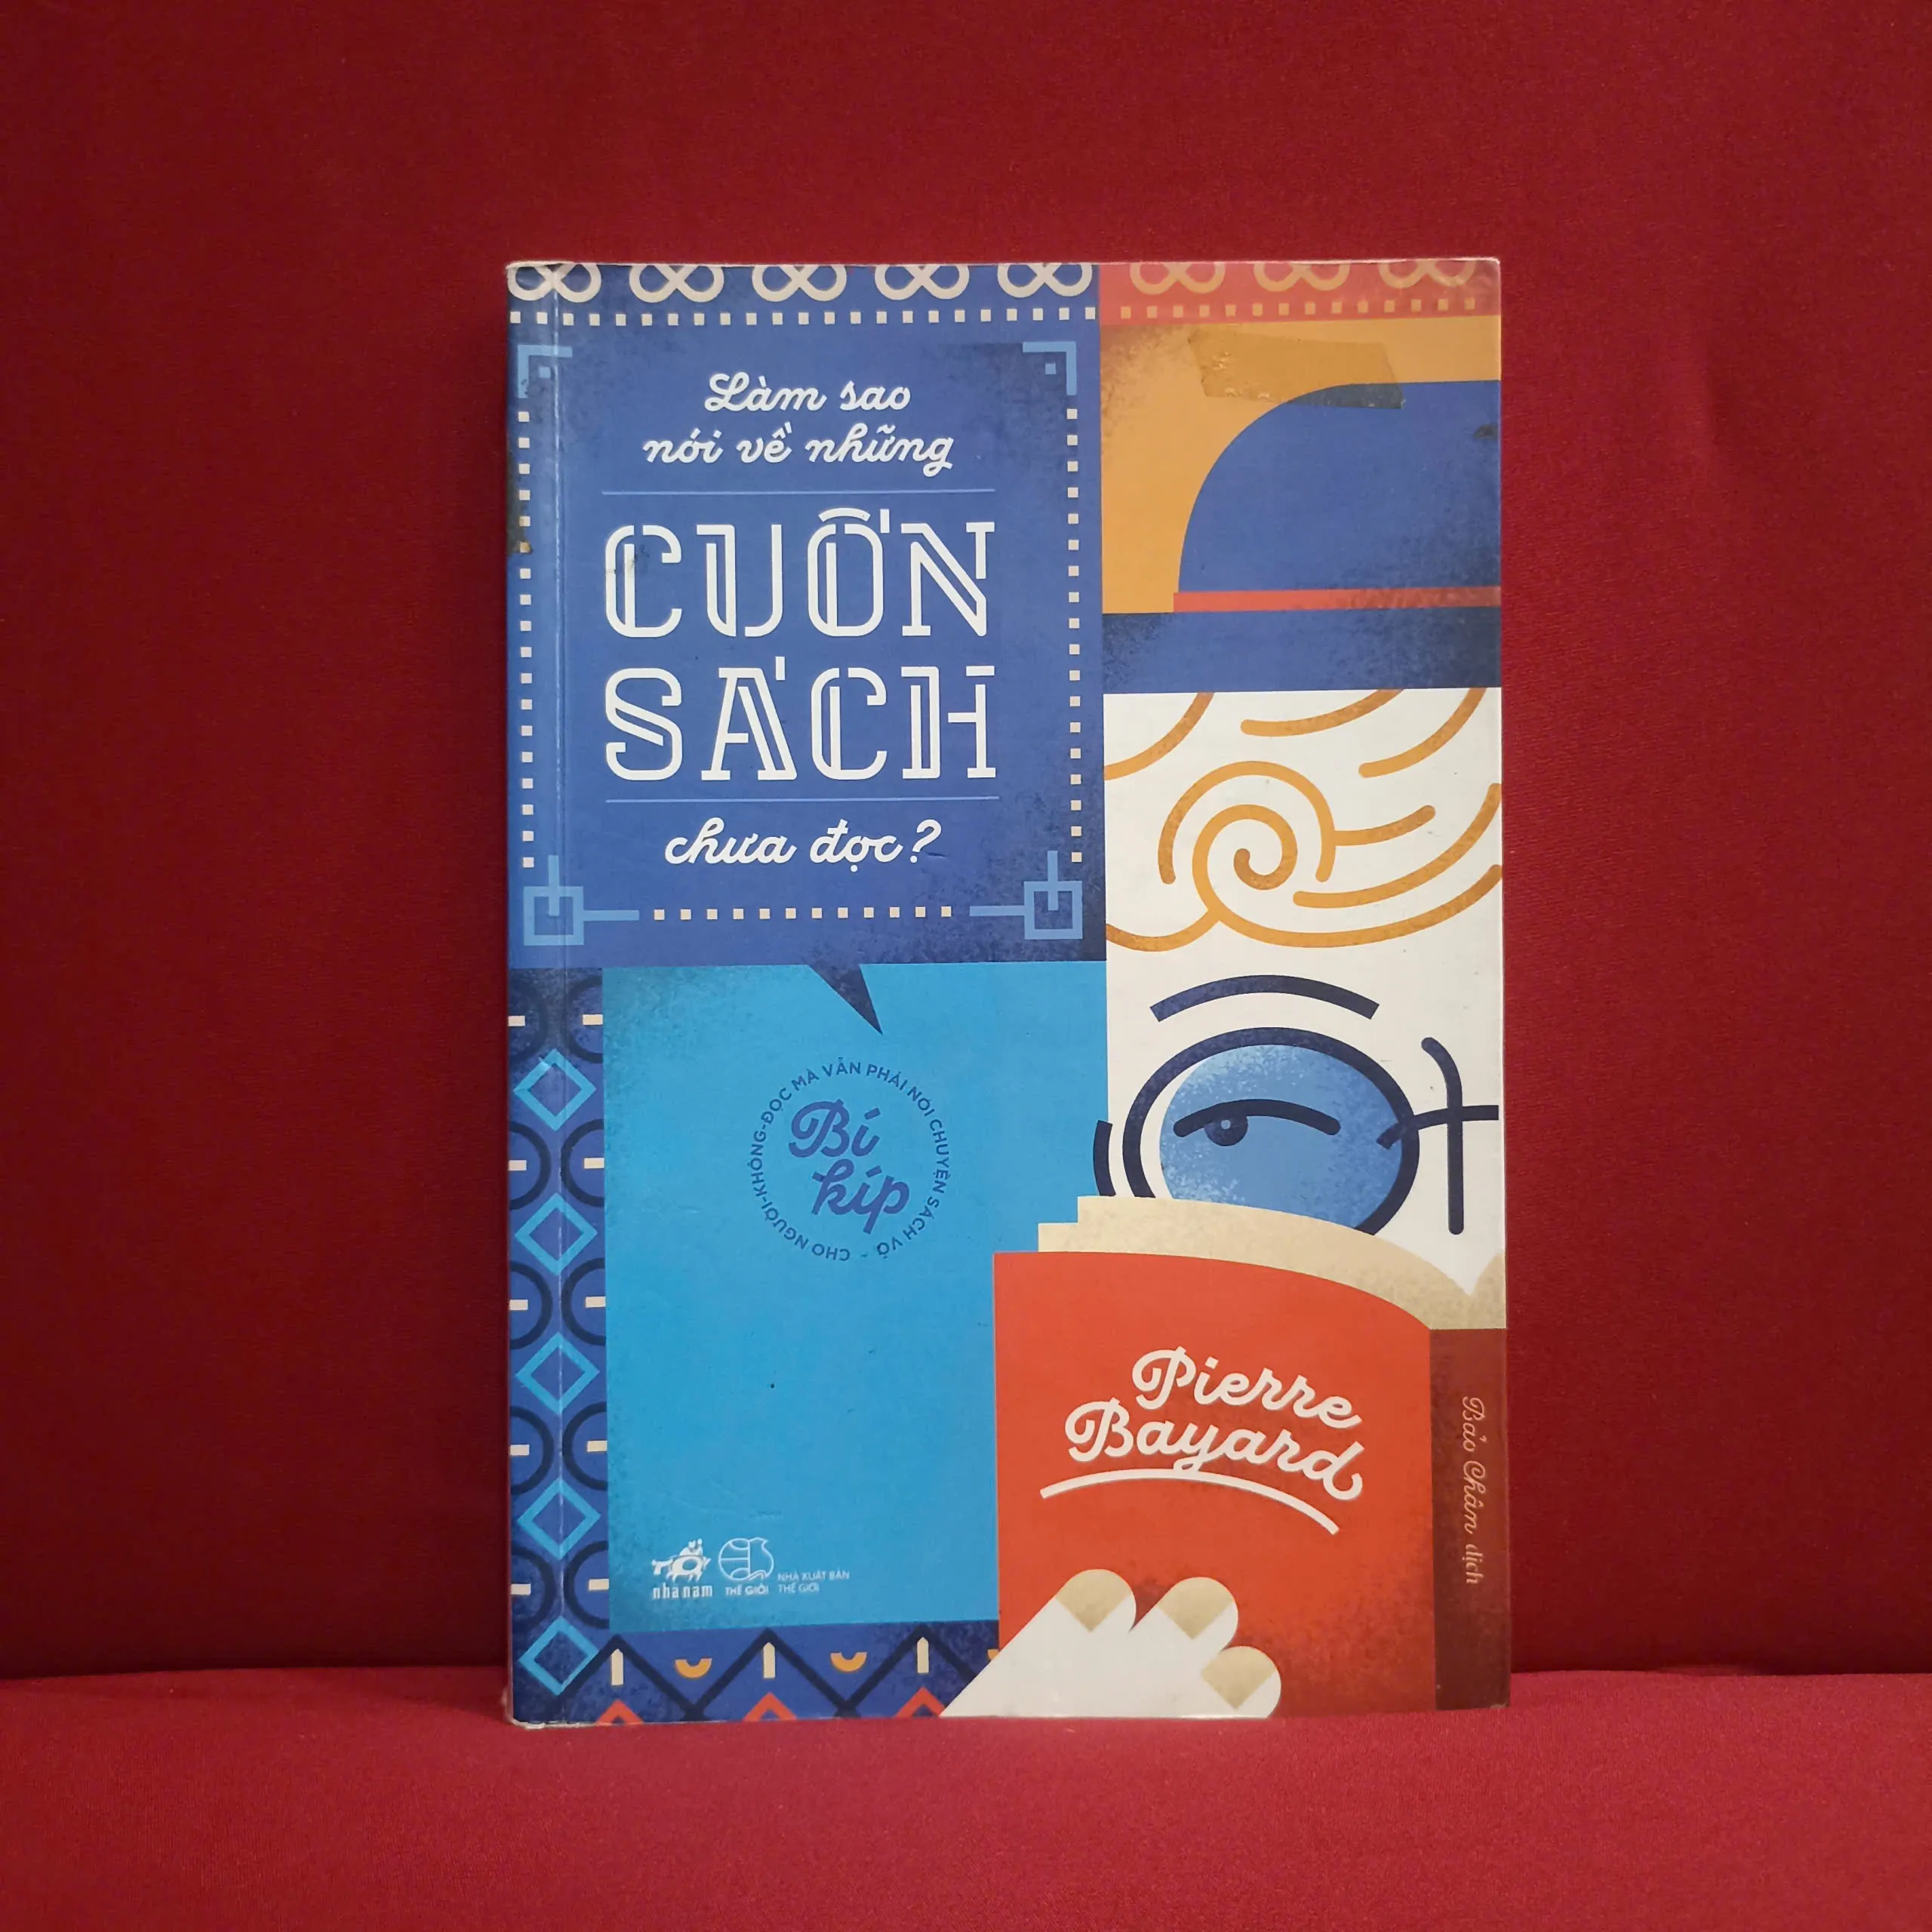 Làm sao
nói về những
CUỐN
SÁCH
chưa đọc?
Bí
kíp
CHO NGƯỜI-KHÔNG-ĐỌC MÀ VẪN PHẢI NÓI CHUYỆN SÁCH VỞ -
Pierre
Bayard
Bảo Chân dịch
nhã nam
THẾ GIỚI
NHÀ XUẤT BẢN
THẾ GIỚI